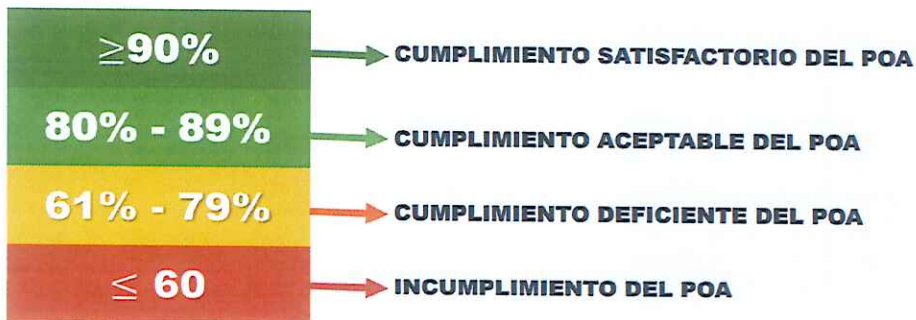 ≥90% CUMPLIMIENTO SATISFACTORIO DEL POA
80% - 89% CUMPLIMIENTO ACEPTABLE DEL POA
61% - 79% CUMPLIMIENTO DEFICIENTE DEL POA
≤ 60 INCUMPLIMIENTO DEL POA